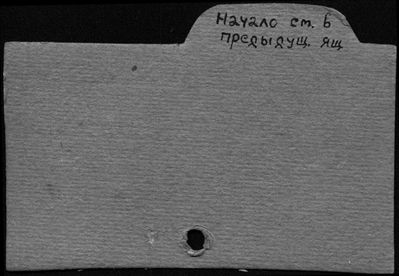 Начало см. в
предыдущ. ящ